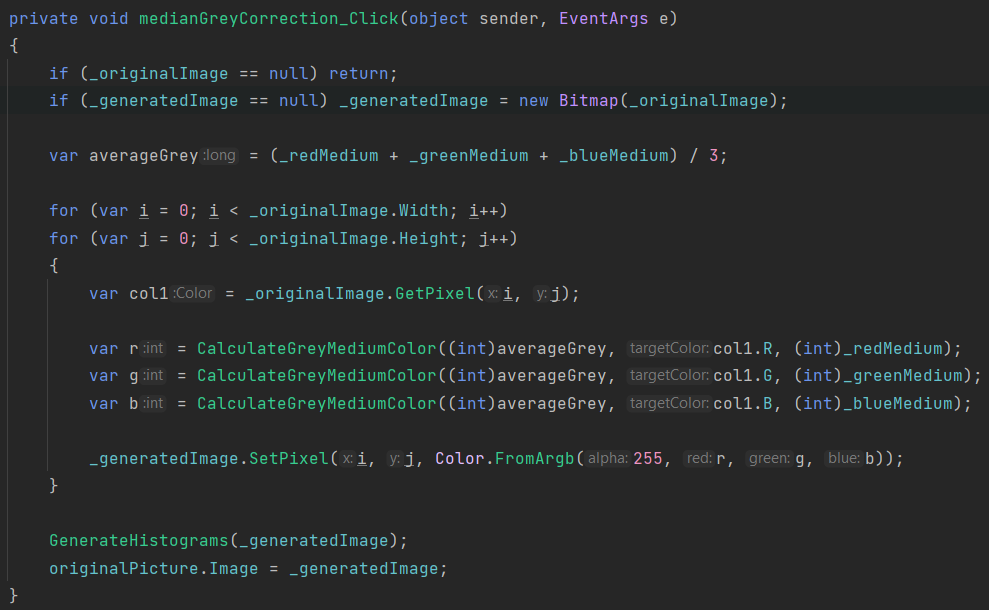 private void medianGreyCorrection_Click(object sender, EventArgs e)
{
    if (_originalImage == null) return;
    if (_generatedImage == null) _generatedImage = new Bitmap(_originalImage);

    var averageGrey :long = (_redMedium + _greenMedium + _blueMedium) / 3;

    for (var i = 0; i < _originalImage.Width; i++)
    for (var j = 0; j < _originalImage.Height; j++)
    {
        var col1 :Color = _originalImage.GetPixel( x: i, y: j);

        var r :int = CalculateGreyMediumColor((int)averageGrey, targetColor: col1.R, (int)_redMedium);
        var g :int = CalculateGreyMediumColor((int)averageGrey, targetColor: col1.G, (int)_greenMedium);
        var b :int = CalculateGreyMediumColor((int)averageGrey, targetColor: col1.B, (int)_blueMedium);

        _generatedImage.SetPixel( x: i, y: j, Color.FromArgb( alpha: 255, red: r, green: g, blue: b));
    }

    GenerateHistograms(_generatedImage);
    originalPicture.Image = _generatedImage;
}